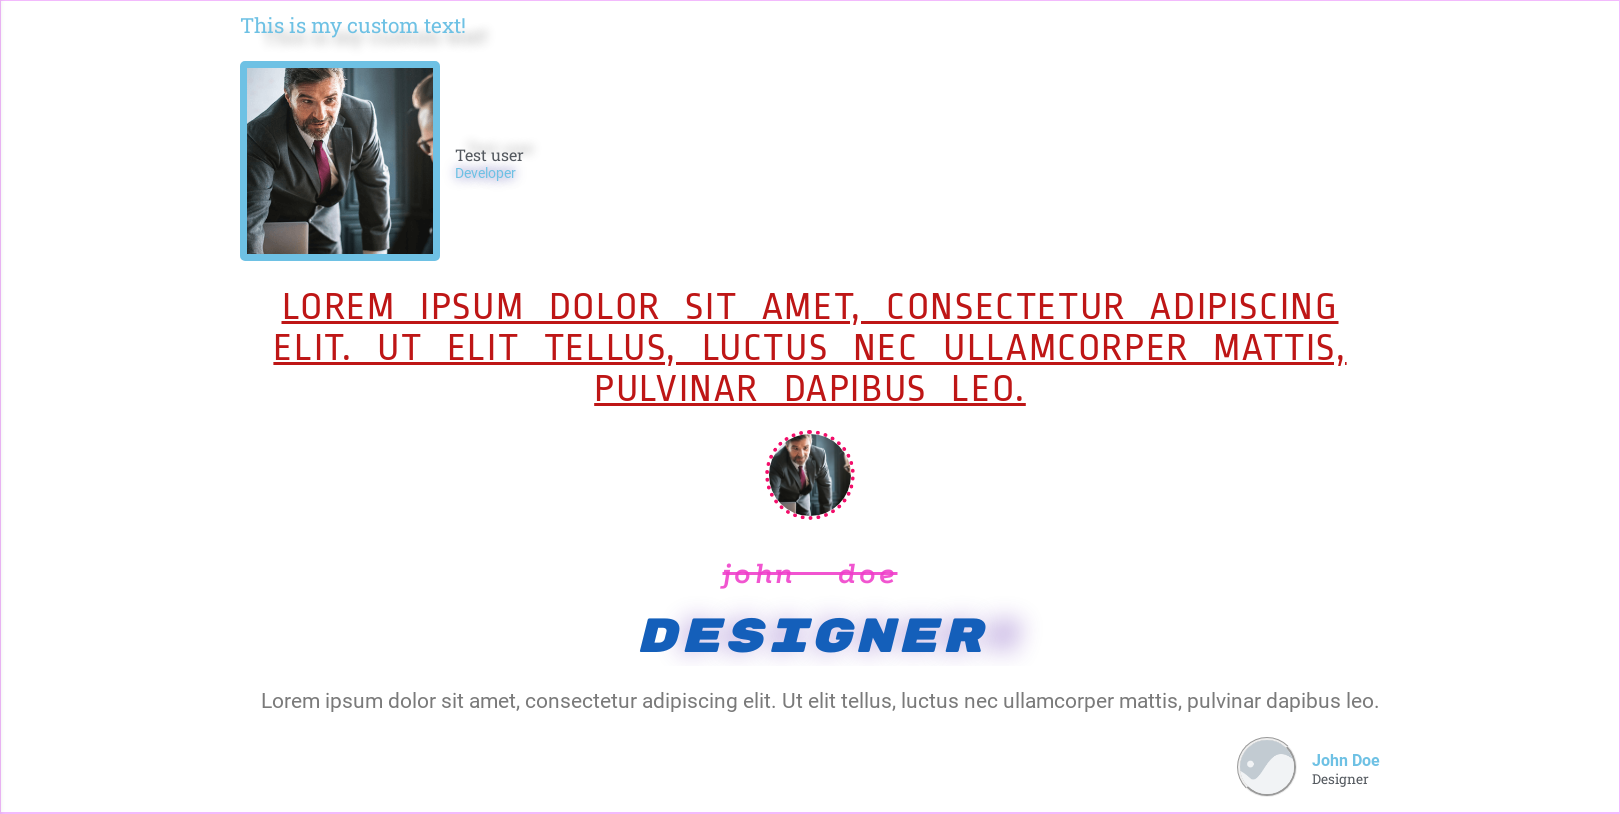 This is my custom text!
Test user
Developer
LOREM IPSUM DOLOR SIT AMET, CONSECTETUR ADIPISCING
ELIT. UT ELIT TELLUS, LUCTUS NEC ULLAMCORPER MATTIS,
PULVINAR DAPIBUS LEO.
john doe
DESIGNER
Lorem ipsum dolor sit amet, consectetur adipiscing elit. Ut elit tellus, luctus nec ullamcorper mattis, pulvinar dapibus leo.
John Doe
Designer